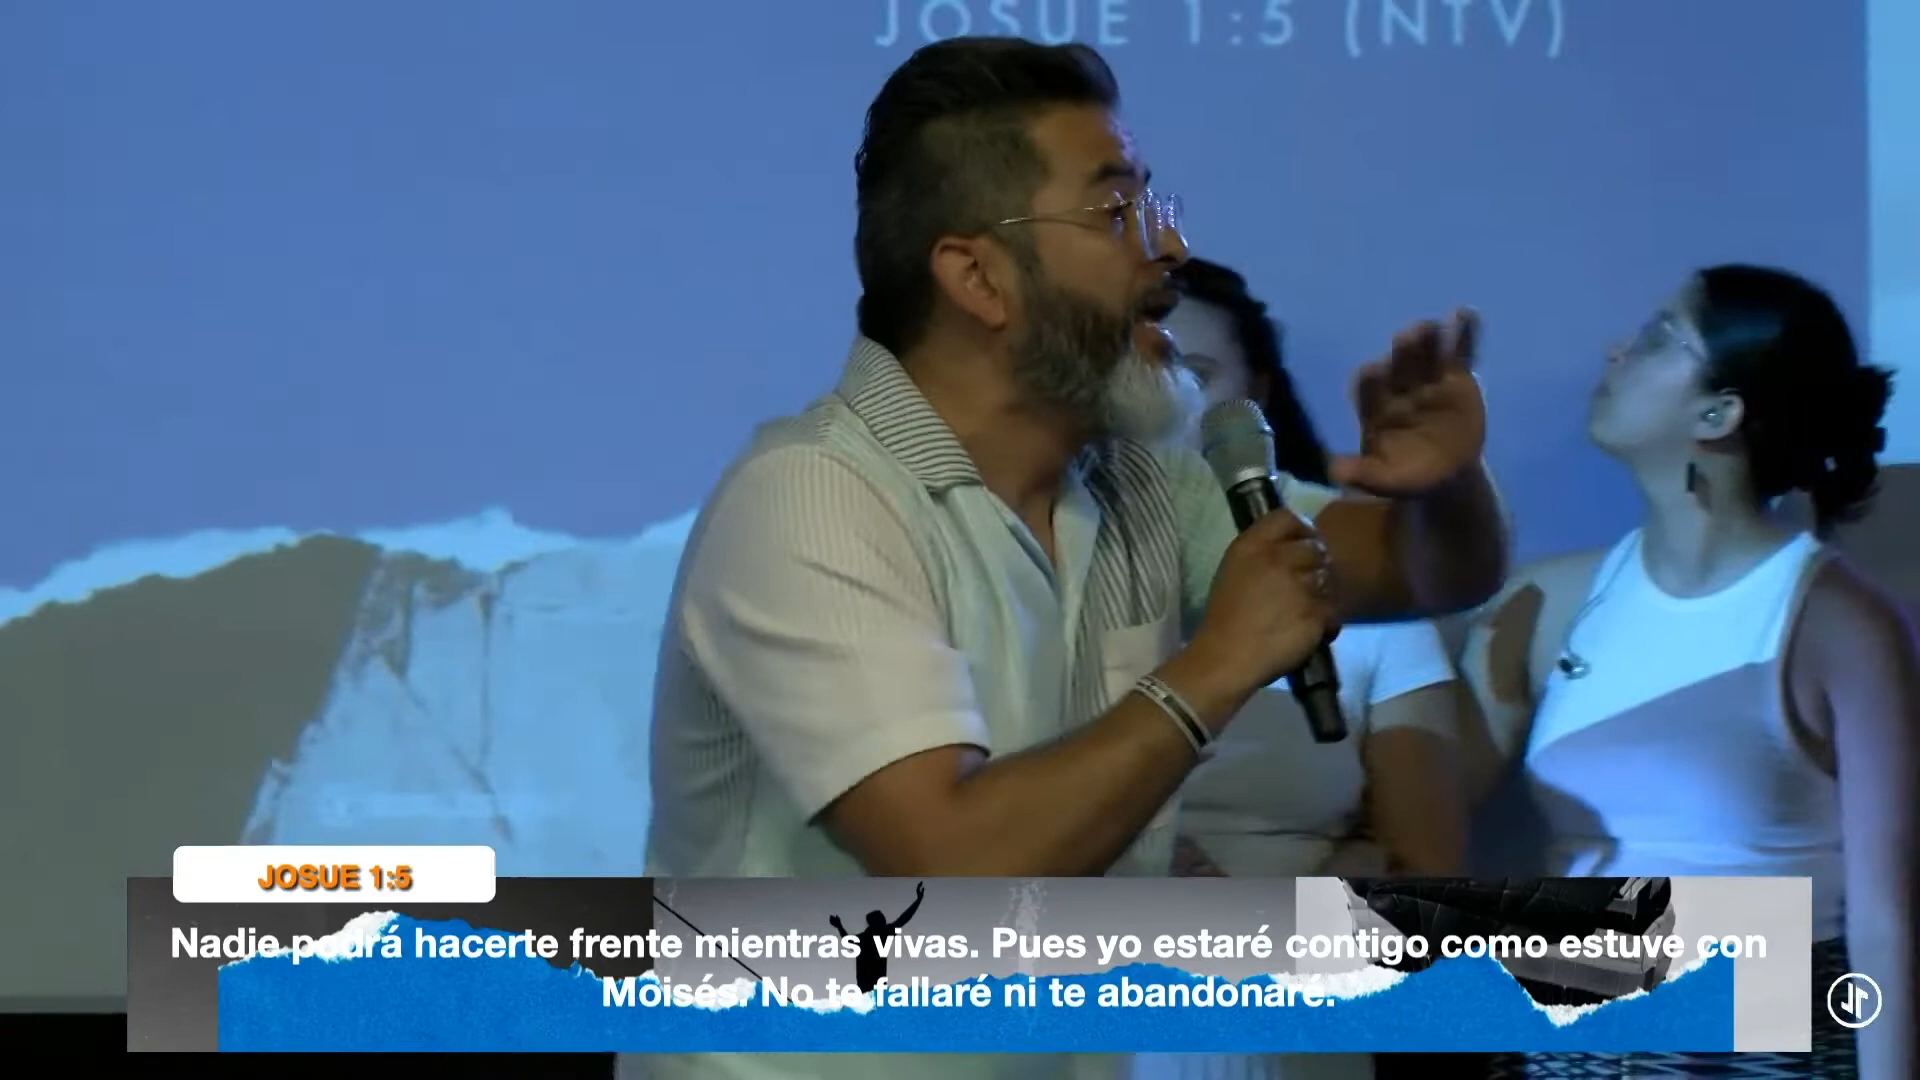 JOSUE 1:5 (NTV)
JOSUE 1:5
Nadie podrá hacerte frente mientras vivas. Pues yo estaré contigo como estuve con
Moisés. No te fallaré ni te abandonaré.